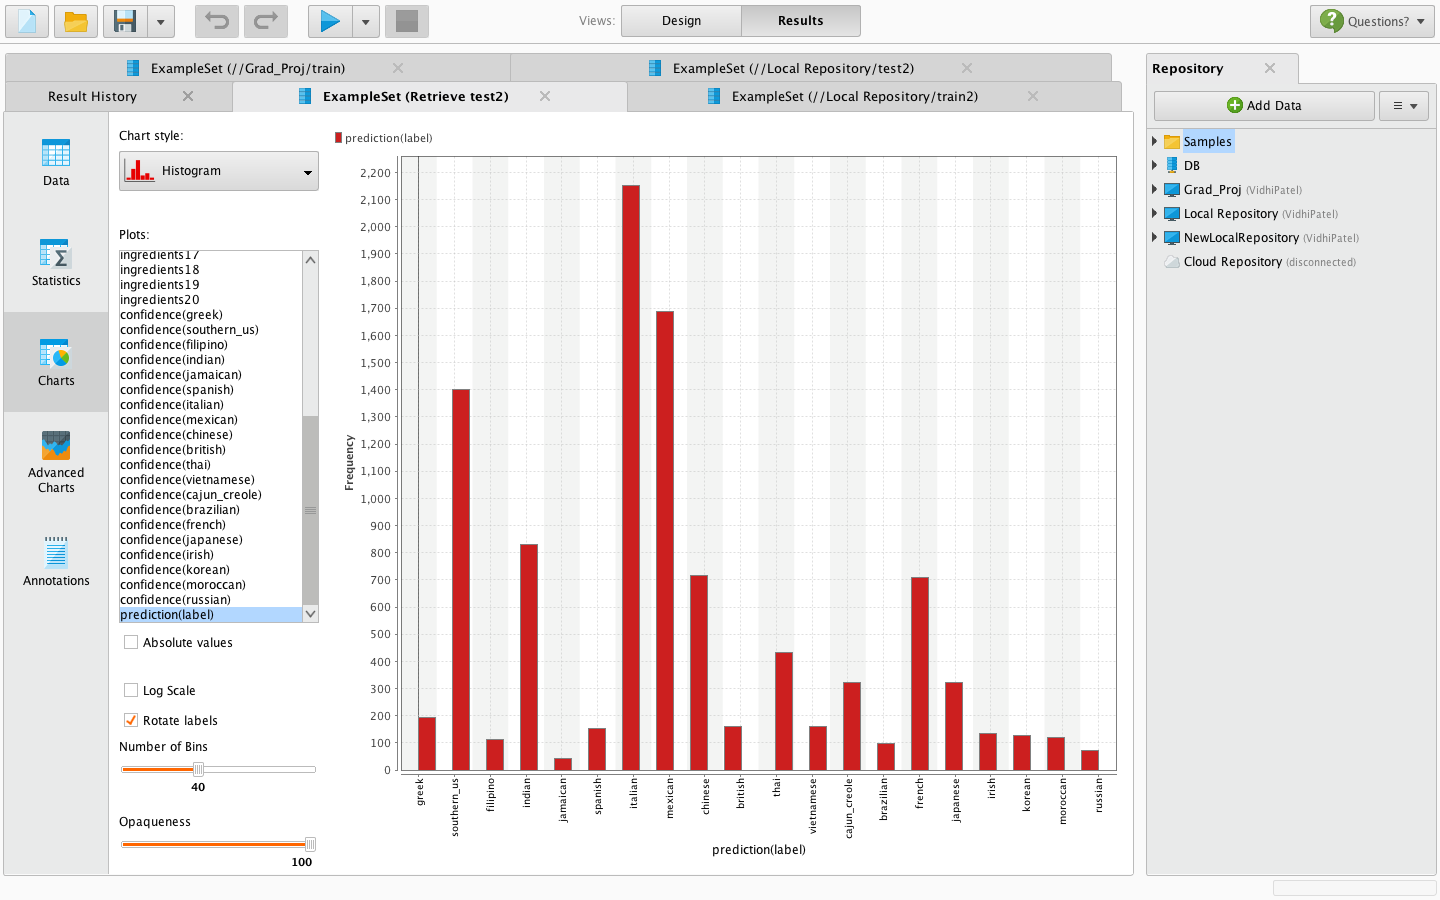 Views: Design Results Questions?
ExampleSet (//Grad_Proj/train) ExampleSet (//Local Repository/test2)
Result History ExampleSet (Retrieve test2) ExampleSet (//Local Repository/train2)
Data
Statistics
Charts
Advanced
Charts
Annotations
Chart style:
Histogram
Plots:
ingredients17
ingredients18
ingredients19
ingredients20
confidence(greek)
confidence(southern_us)
confidence(filipino)
confidence(indian)
confidence(jamaican)
confidence(spanish)
confidence(italian)
confidence(mexican)
confidence(chinese)
confidence(british)
confidence(thai)
confidence(vietnamese)
confidence(cajun_creole)
confidence(brazilian)
confidence(french)
confidence(japanese)
confidence(irish)
confidence(korean)
confidence(moroccan)
confidence(russian)
prediction(label)
Absolute values
Log Scale
Rotate labels
Number of Bins
40
Opaqueness
100
prediction(label)
Frequency
2,200
2,100
2,000
1,900
1,800
1,700
1,600
1,500
1,400
1,300
1,200
1,100
1,000
900
800
700
600
500
400
300
200
100
0
greek
southern_us
filipino
indian
jamaican
spanish
italian
mexican
chinese
british
thai
vietnamese
cajun_creole
brazilian
french
japanese
irish
korean
moroccan
russian
prediction(label)
Repository
Add Data
Samples
DB
Grad_Proj (VidhiPatel)
Local Repository (VidhiPatel)
NewLocalRepository (VidhiPatel)
Cloud Repository (disconnected)